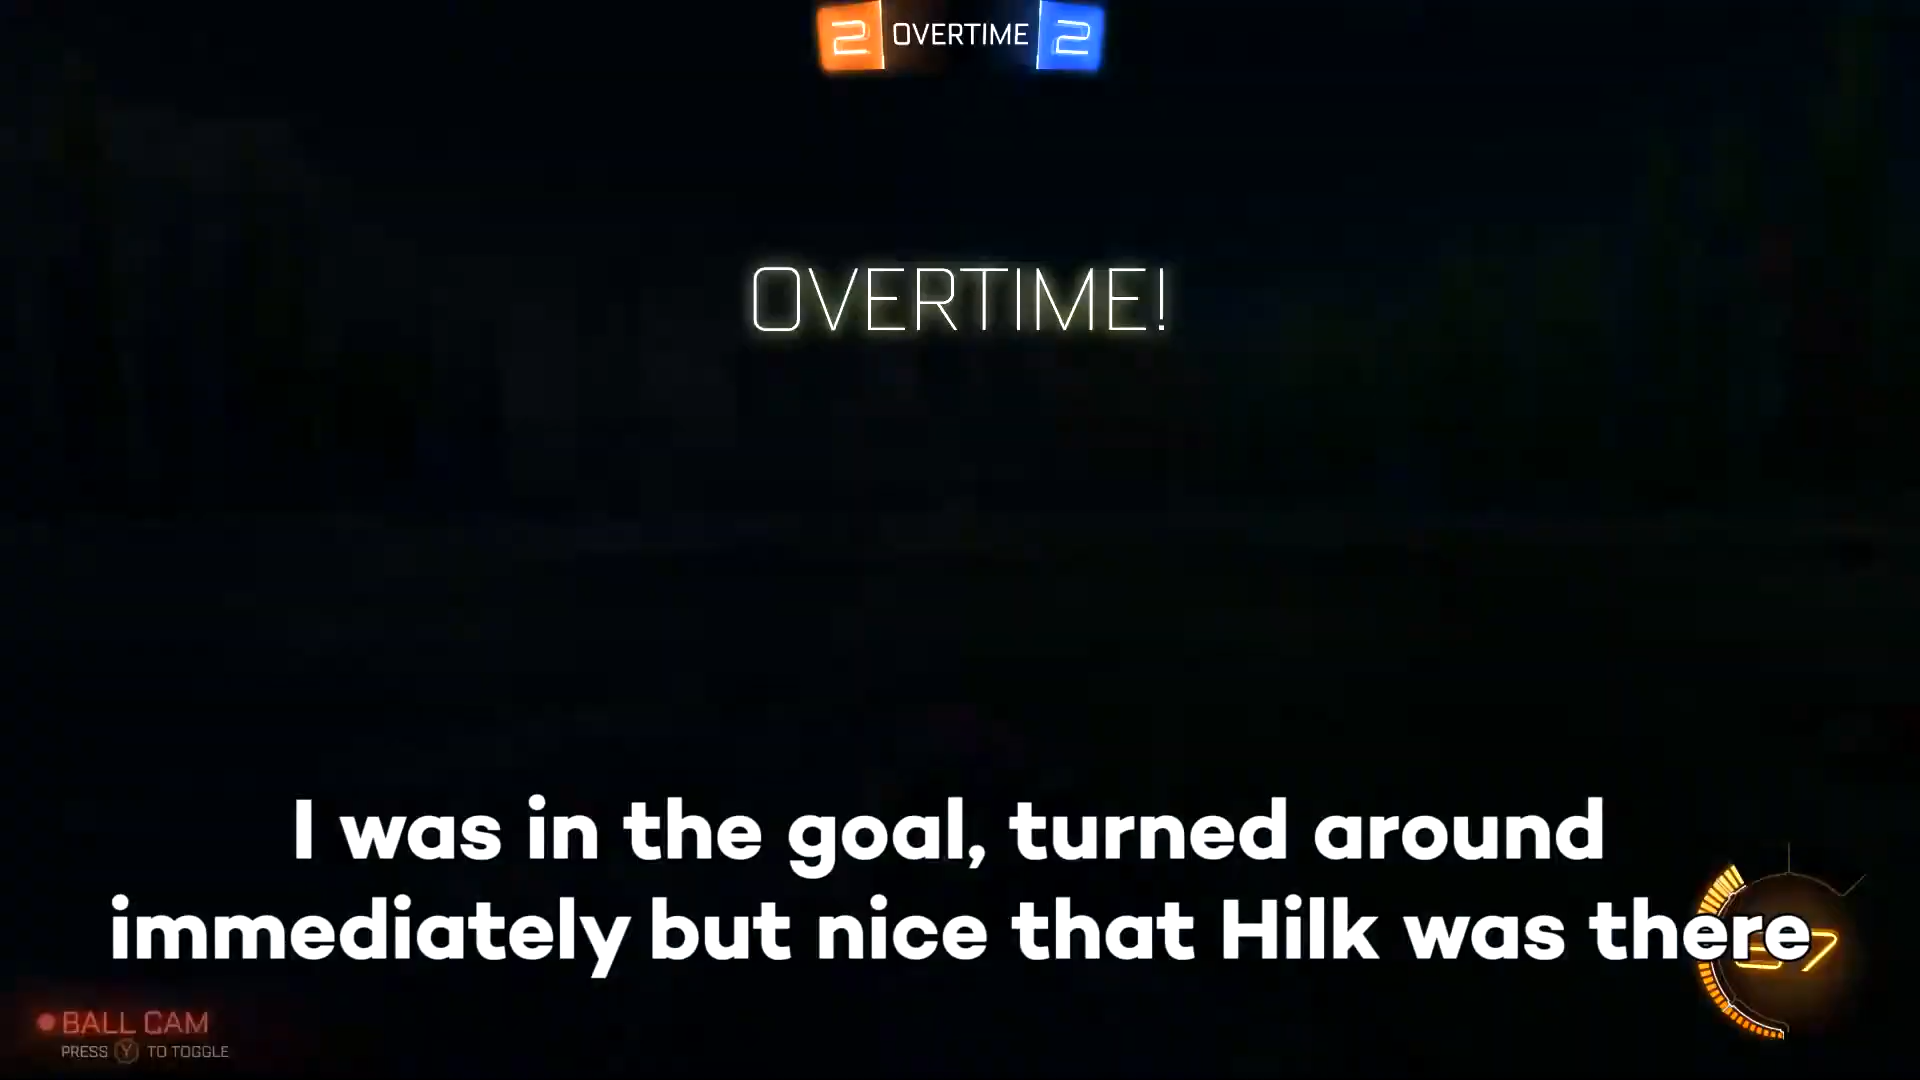 2 OVERTIME 2
OVERTIME!
I was in the goal, turned around
immediately but nice that Hilk was there
BALL CAM
PRESS Y TO TOGGLE